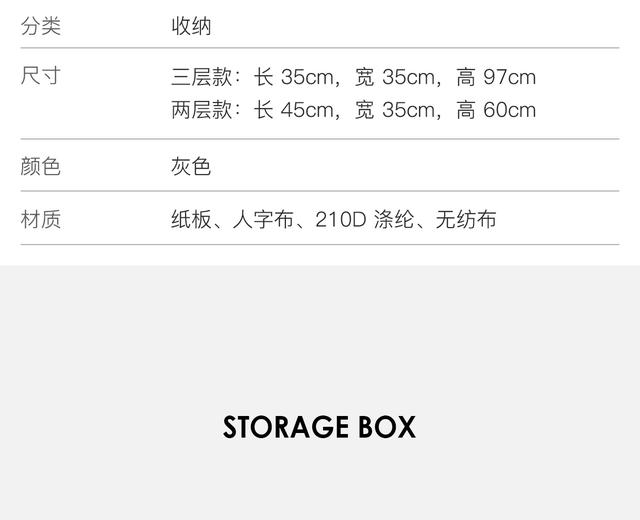 分类 收纳
尺寸 三层款：长 35cm，宽 35cm，高 97cm
两层款：长 45cm，宽 35cm，高 60cm
颜色 灰色
材质 纸板、人字布、210D 涤纶、无纺布
STORAGE BOX